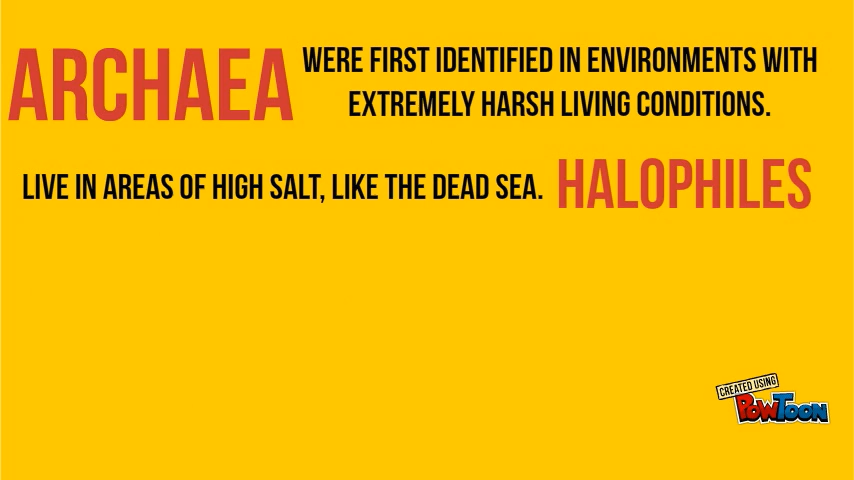 ARCHAEA WERE FIRST IDENTIFIED IN ENVIRONMENTS WITH
EXTREMELY HARSH LIVING CONDITIONS.
LIVE IN AREAS OF HIGH SALT, LIKE THE DEAD SEA. HALOPHILES
CREATED USING
POWTOON